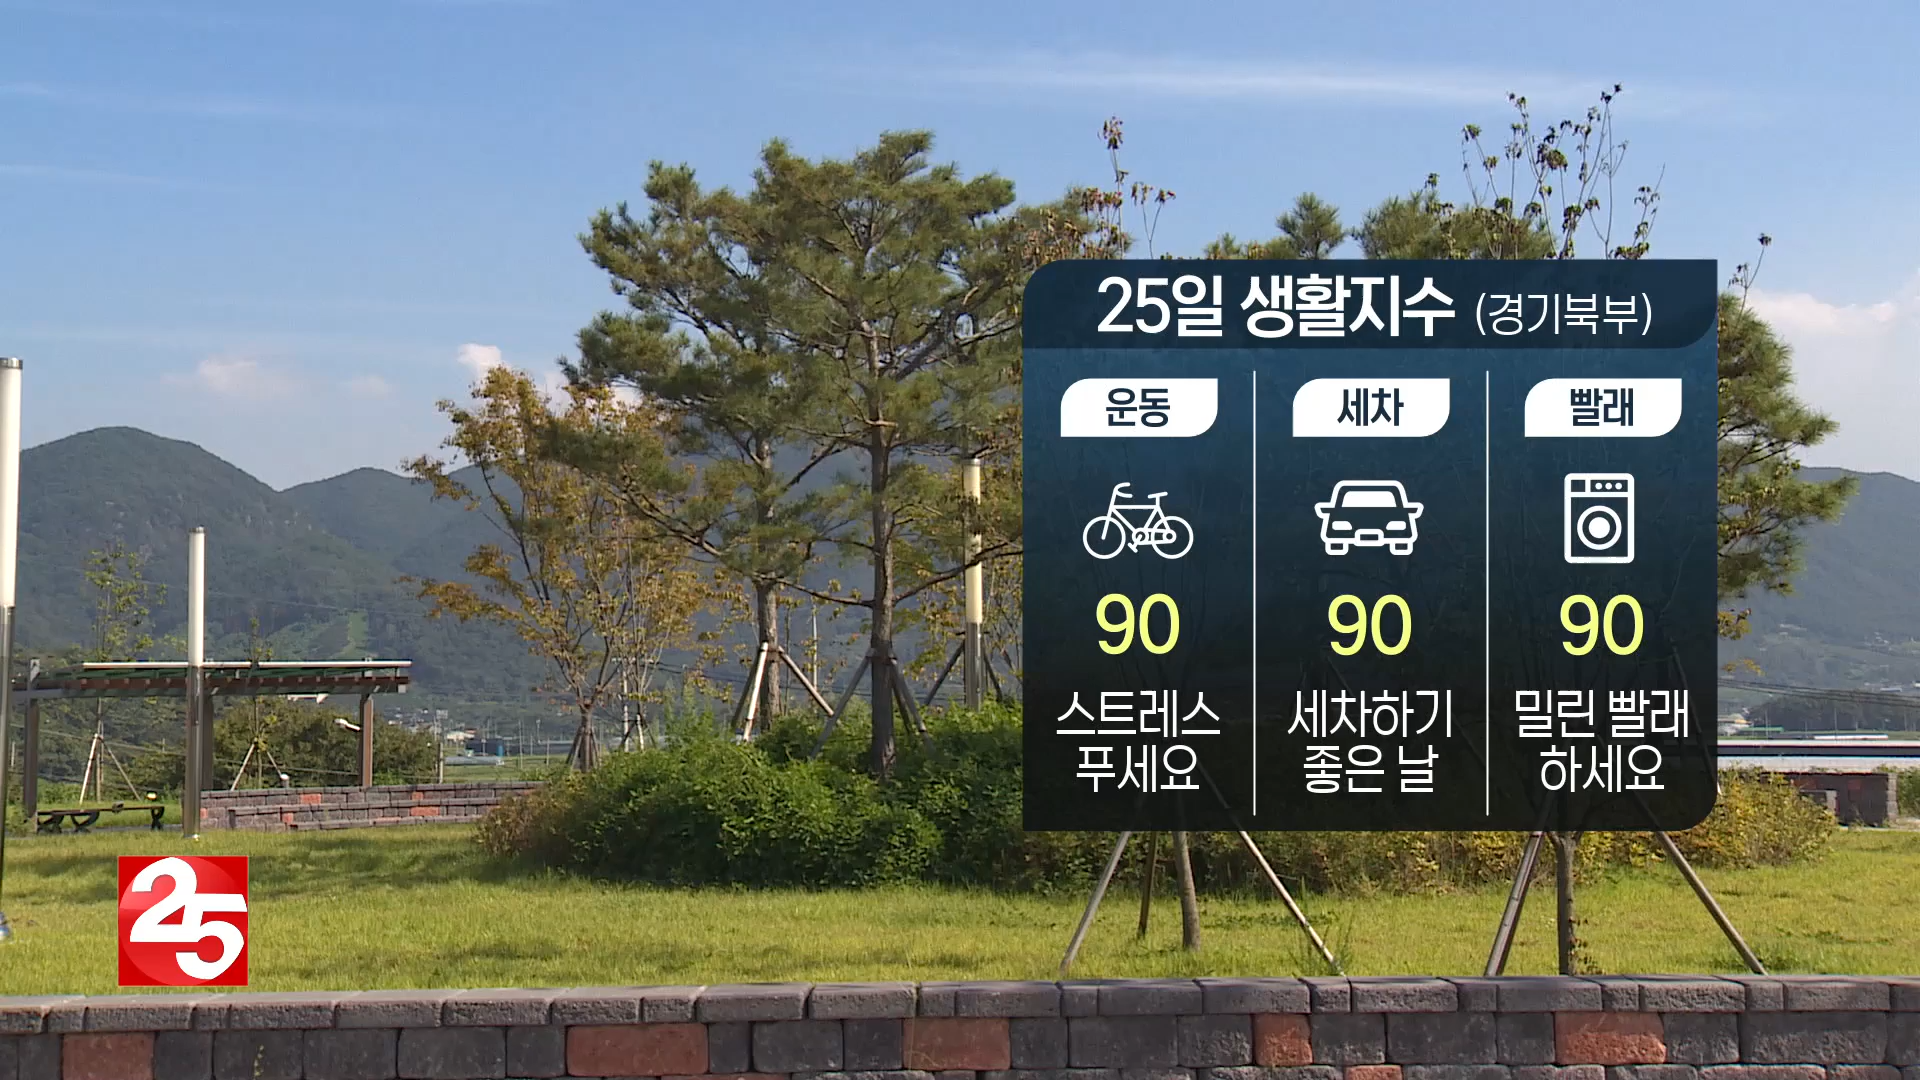 25일 생활지수 (경기북부)
운동
세차
빨래
90
90
90
스트레스
푸세요
세차하기
좋은 날
밀린 빨래
하세요
25